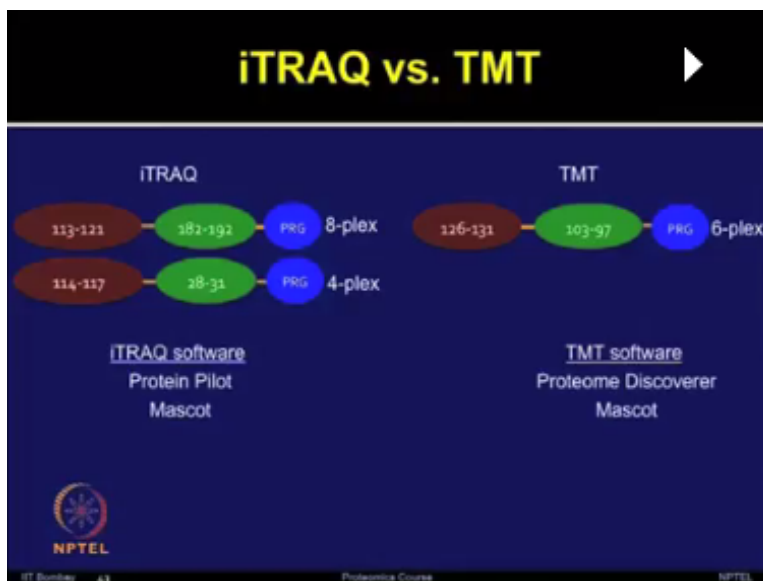 iTRAQ vs. TMT
iTRAQ
113-121 182-192 PRG 8-plex
114-117 28-31 PRG 4-plex
iTRAQ software
Protein Pilot
Mascot
TMT
126-131 103-97 PRG 6-plex
TMT software
Proteome Discoverer
Mascot
NPTEL
IIT Bombay Proteomics Course NPTEL